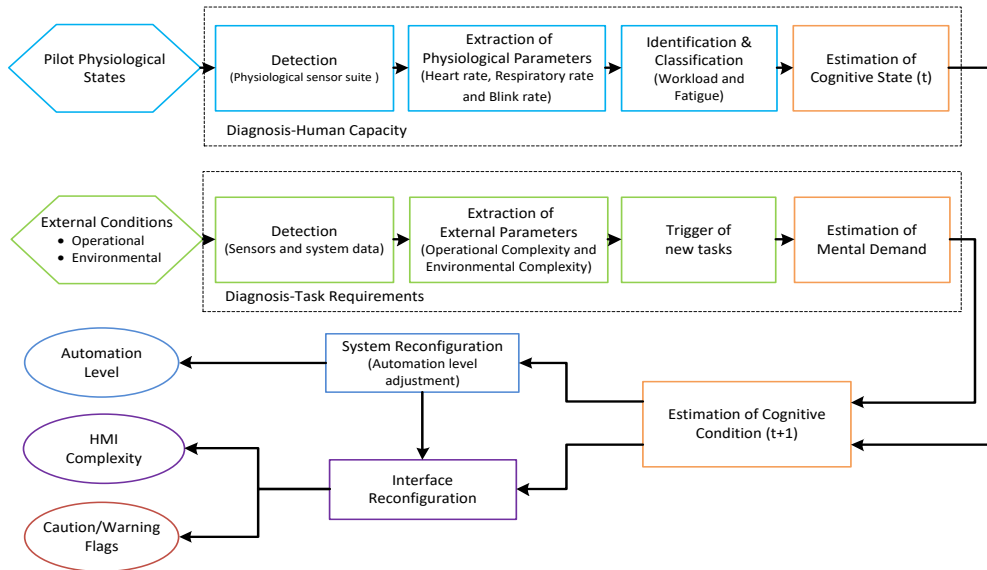 Pilot Physiological
States
Detection
(Physiological sensor suite )
Extraction of
Physiological Parameters
(Heart rate, Respiratory rate
and Blink rate)
Identification &
Classification
(Workload and
Fatigue)
Estimation of
Cognitive State (t)
Diagnosis-Human Capacity
External Conditions
• Operational
• Environmental
Detection
(Sensors and system data)
Extraction of
External Parameters
(Operational Complexity and
Environmental Complexity)
Trigger of
new tasks
Estimation of
Mental Demand
Diagnosis-Task Requirements
Automation
Level
System Reconfiguration
(Automation level
adjustment)
Estimation of Cognitive
Condition (t+1)
HMI
Complexity
Interface
Reconfiguration
Caution/Warning
Flags